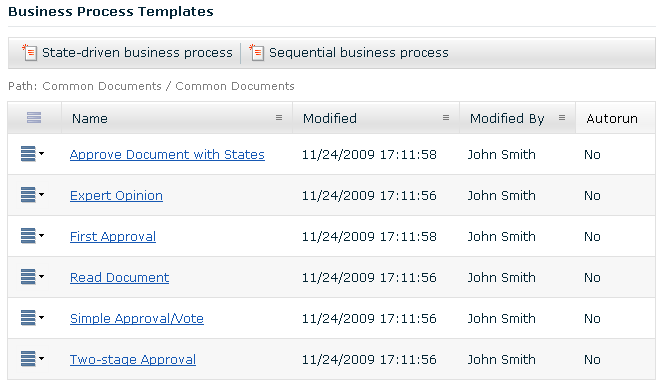 Business Process Templates
State-driven business process Sequential business process
Path: Common Documents / Common Documents
Name Modified Modified By Autorun
Approve Document with States 11/24/2009 17:11:58 John Smith No
Expert Opinion 11/24/2009 17:11:56 John Smith No
First Approval 11/24/2009 17:11:58 John Smith No
Read Document 11/24/2009 17:11:56 John Smith No
Simple Approval/Vote 11/24/2009 17:11:56 John Smith No
Two-stage Approval 11/24/2009 17:11:56 John Smith No